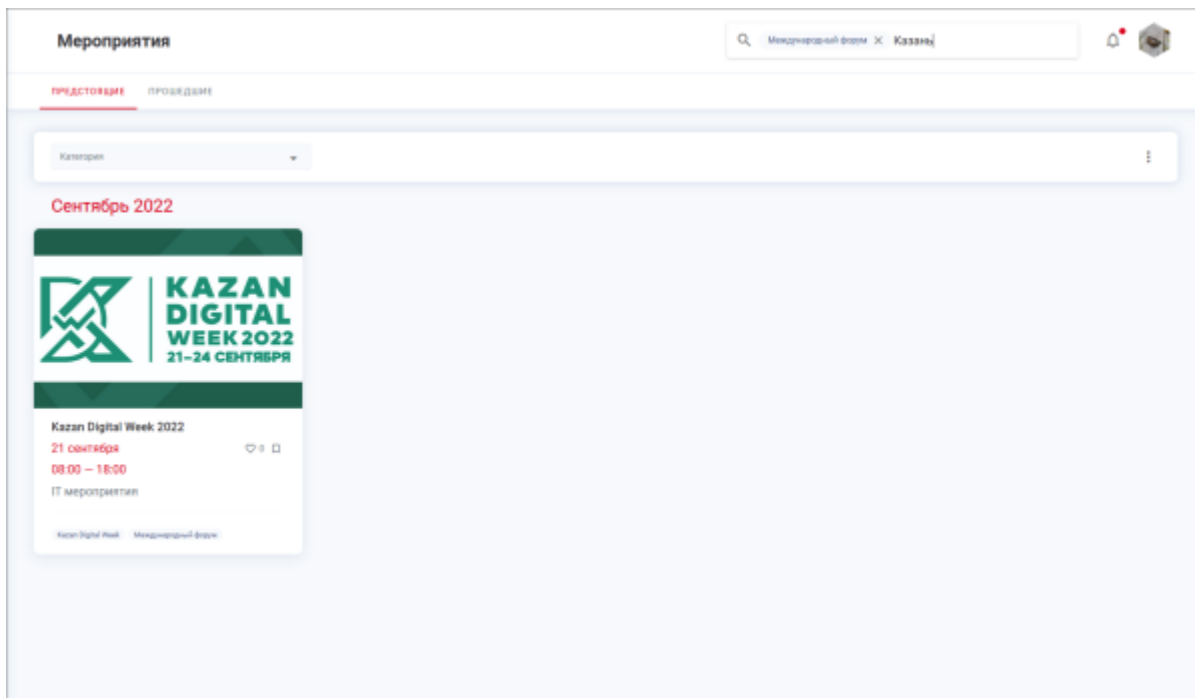 Мероприятия
Международный форум × Казань
ПРЕДСТОЯЩИЕ ПРОШЕДШИЕ
Категория
Сентябрь 2022
KAZAN
DIGITAL
WEEK 2022
21–24 СЕНТЯБРЯ
Kazan Digital Week 2022
21 сентября
0
08:00 — 18:00
IT мероприятия
Kazan Digital Week Международный форум